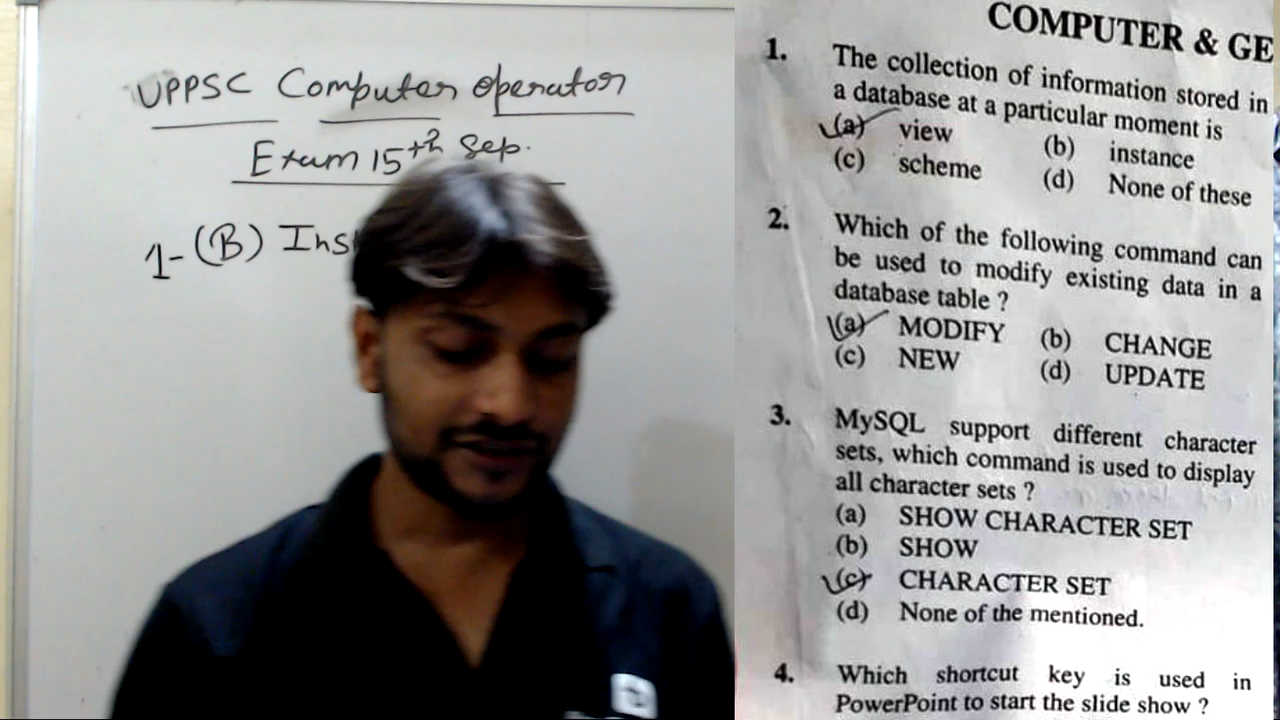 UPPSC Computer operator
Exam 15th Sep.
1-(B) Ins
COMPUTER & GE
1. The collection of information stored in
a database at a particular moment is
(a) view (b) instance
(c) scheme (d) None of these
2. Which of the following command can
be used to modify existing data in a
database table ?
(a) MODIFY (b) CHANGE
(c) NEW (d) UPDATE
3. MySQL support different character
sets, which command is used to display
all character sets ?
(a) SHOW CHARACTER SET
(b) SHOW
(c) CHARACTER SET
(d) None of the mentioned.
4. Which shortcut key is used in
PowerPoint to start the slide show ?